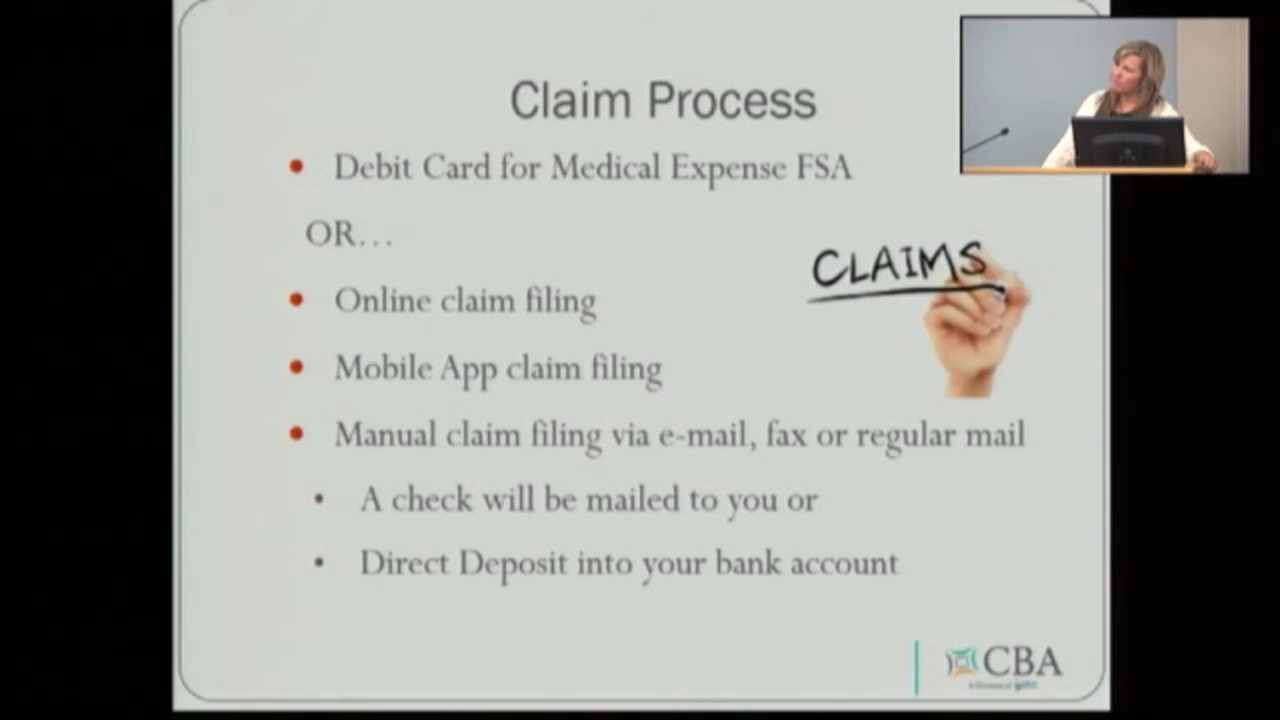 Claim Process
• Debit Card for Medical Expense FSA
OR…
CLAIMS
• Online claim filing
• Mobile App claim filing
• Manual claim filing via e-mail, fax or regular mail
• A check will be mailed to you or
• Direct Deposit into your bank account
CBA
A Division of